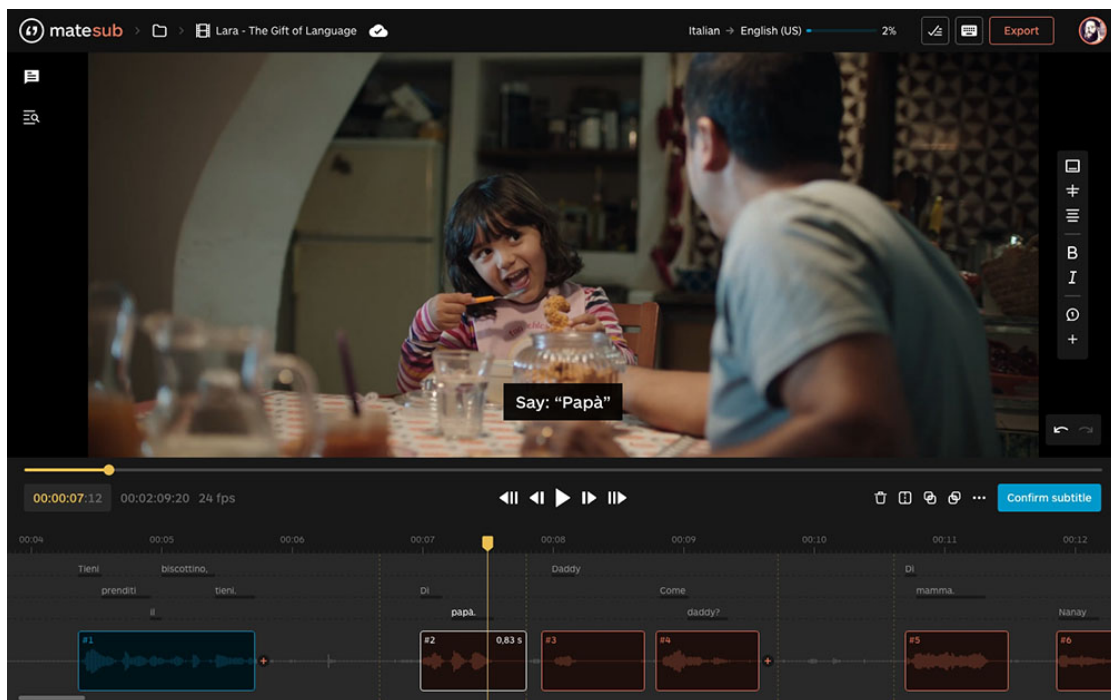 matesub
Lara - The Gift of Language
Italian → English (US)
2%
Export
B
I
Say: “Papà”
00:00:07:12
00:02:09:20
24 fps
Confirm subtitle
00:04
00:05
00:06
00:07
00:08
00:09
00:10
00:11
00:12
Tieni
biscottino,
Daddy
Di
prenditi
tieni.
Di
Come
mamma.
il
papà.
daddy?
Nanay
#1
#2
0,83 s
#3
#4
#5
#6